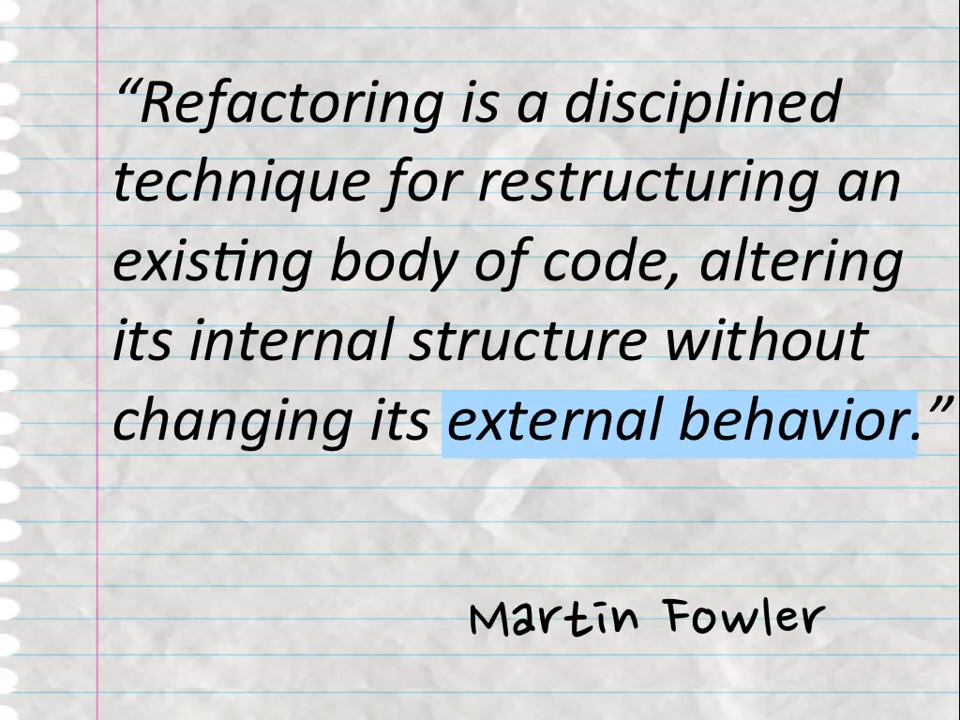 “Refactoring is a disciplined
technique for restructuring an
existing body of code, altering
its internal structure without
changing its external behavior.”
Martin Fowler